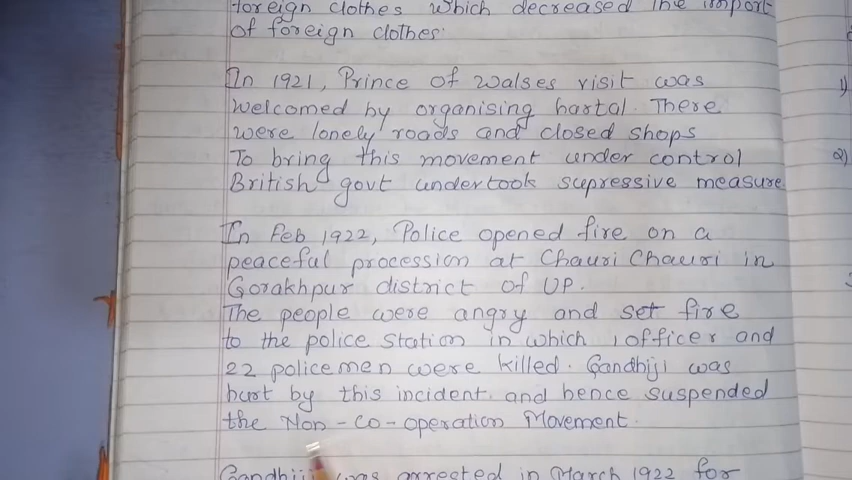 foreign clothes which decreased the import
of foreign clothes.
In 1921, Prince of Walses visit was
welcomed by organising hartal. There
were lonely roads and closed shops
To bring this movement under control
British govt undertook supressive measure
In Feb 1922, Police opened fire on a
peaceful procession at Chauri Chauri in
Gorakhpur district of UP.
The people were angry and set fire
to the police station in which 1 officer and
22 policemen were killed. Gandhiji was
hurt by this incident and hence suspended
the Non-co-operation Movement.
Gandhiji was arrested in March 1922 for
1)
2)